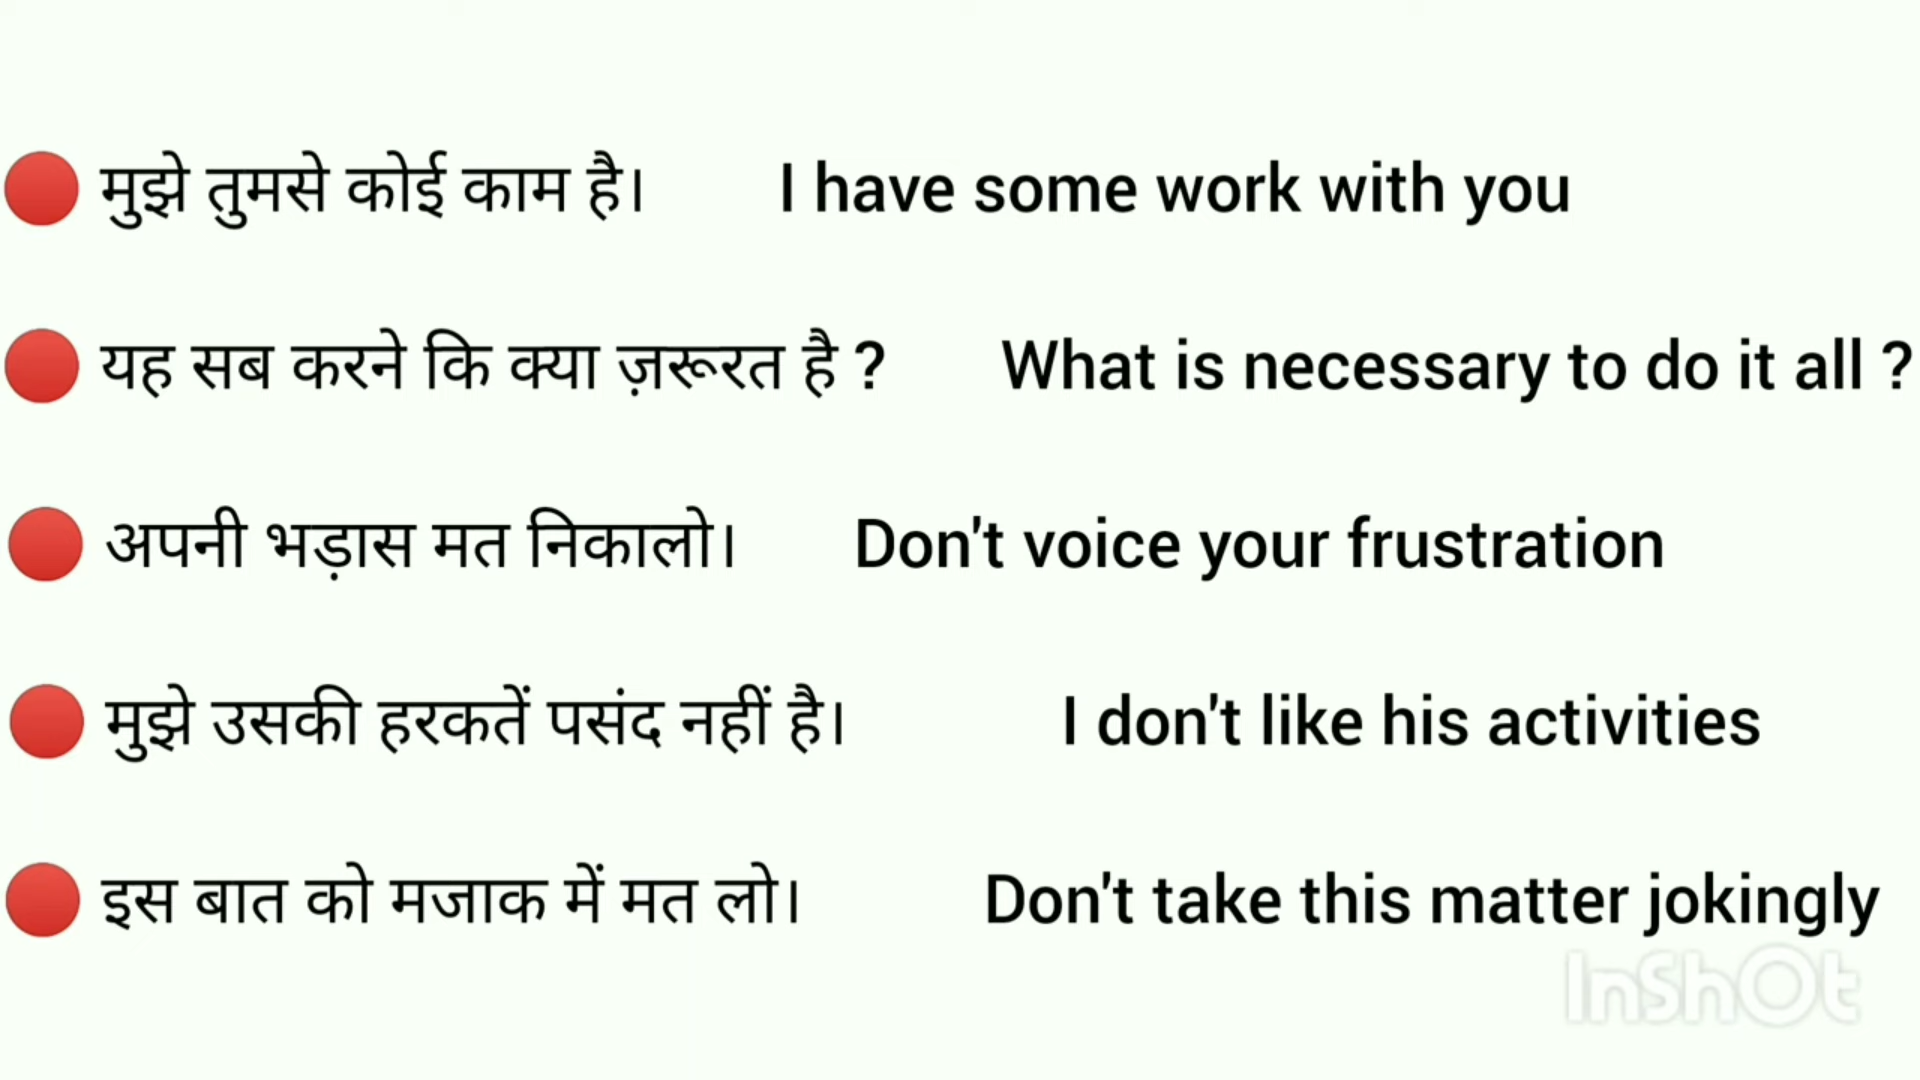 मुझे तुमसे कोई काम है। I have some work with you
यह सब करने कि क्या ज़रूरत है ? What is necessary to do it all ?
अपनी भड़ास मत निकालो। Don't voice your frustration
मुझे उसकी हरकतें पसंद नहीं है। I don't like his activities
इस बात को मजाक में मत लो। Don't take this matter jokingly
InShOt